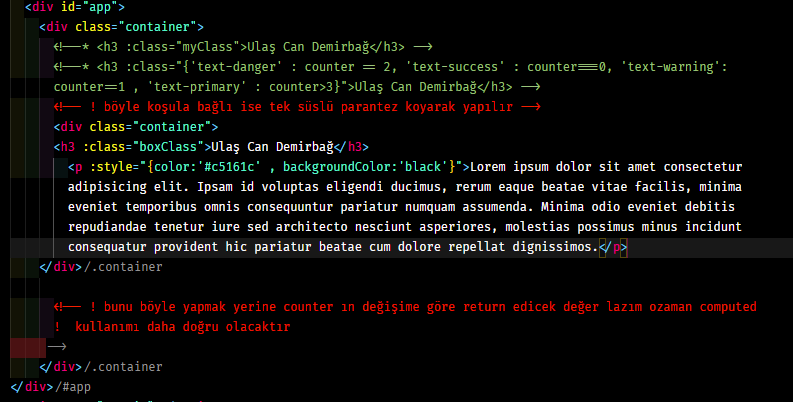 <div id="app">
<div class="container">
<!--* <h3 :class="myClass">Ulaş Can Demirbağ</h3> -->
<!--* <h3 :class="{'text-danger' : counter == 2, 'text-success' : counter===0, 'text-warning':
counter==1 , 'text-primary' : counter>3}">Ulaş Can Demirbağ</h3> -->
<!-- ! böyle koşula bağlı ise tek süslü parantez koyarak yapılır -->
<div class="container">
<h3 :class="boxClass">Ulaş Can Demirbağ</h3>
<p :style="{color:'#c5161c' , backgroundColor:'black'}">Lorem ipsum dolor sit amet consectetur
adipisicing elit. Ipsam id voluptas eligendi ducimus, rerum eaque beatae vitae facilis, minima
eveniet temporibus omnis consequuntur pariatur numquam assumenda. Minima odio eveniet debitis
repudiandae tenetur iure sed architecto nesciunt asperiores, molestias possimus minus incidunt
consequatur provident hic pariatur beatae cum dolore repellat dignissimos.</p>
</div>/.container
<!-- ! bunu böyle yapmak yerine counter ın değişime göre return edicek değer lazım ozaman computed
! kullanımı daha doğru olacaktır
-->
</div>/.container
</div>/#app